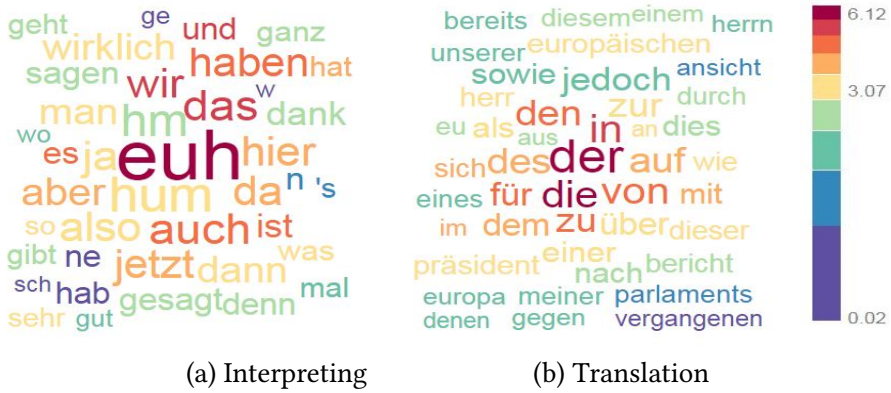 geht ge und ganz
wirklich haben hat
sagen wir w
man hm das dank
wo es ja euh hier
aber hum da n 's
so also auch ist
gibt ne jetzt dann was
sch hab gesagt denn mal
sehr gut
(a) Interpreting
bereits diesem einem herrn
unserer europäischen
sowie jedoch ansicht
herr den zur durch
eu als aus in an dies
sich des der auf wie
eines für die von mit
im dem zu über dieser
präsident einer nach bericht
europa meiner parlaments
denen gegen vergangenen
(b) Translation
6.12
3.07
0.02